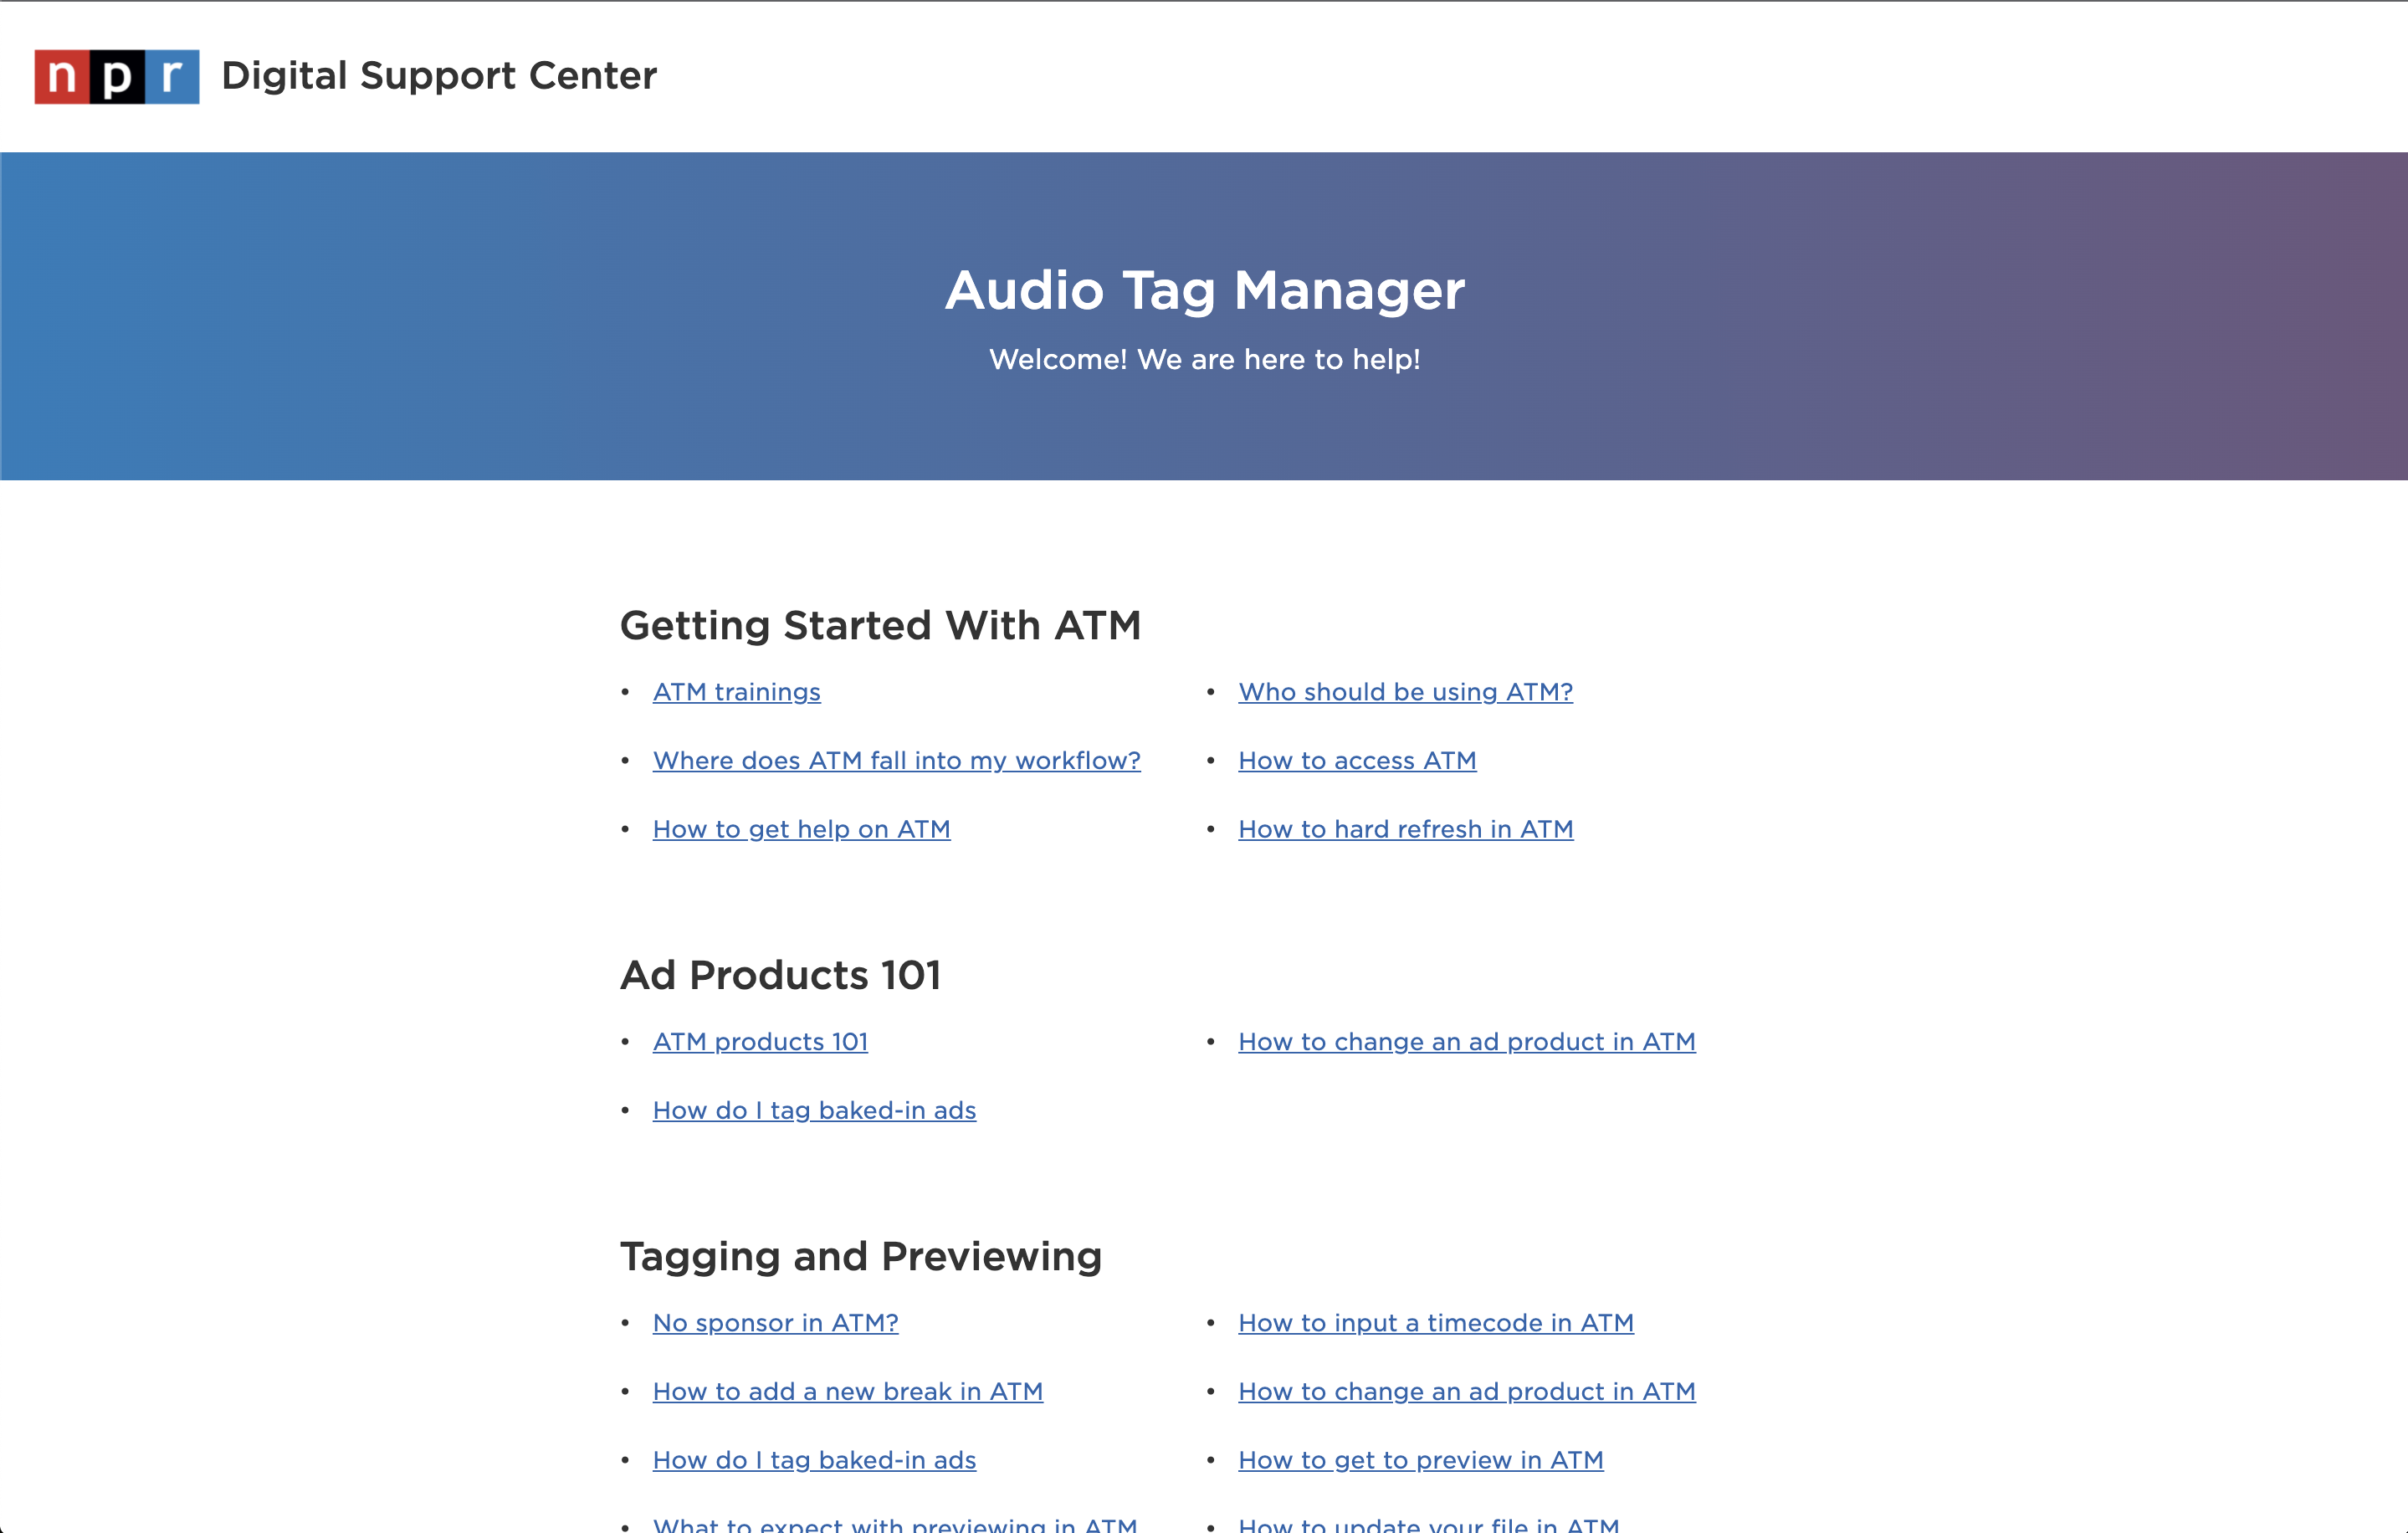 npr Digital Support Center
Audio Tag Manager
Welcome! We are here to help!
Getting Started With ATM
• ATM trainings
• Who should be using ATM?
• Where does ATM fall into my workflow?
• How to access ATM
• How to get help on ATM
• How to hard refresh in ATM
Ad Products 101
• ATM products 101
• How to change an ad product in ATM
• How do I tag baked-in ads
Tagging and Previewing
• No sponsor in ATM?
• How to input a timecode in ATM
• How to add a new break in ATM
• How to change an ad product in ATM
• How do I tag baked-in ads
• How to get to preview in ATM
• What to expect with previewing in ATM
• How to update your file in ATM